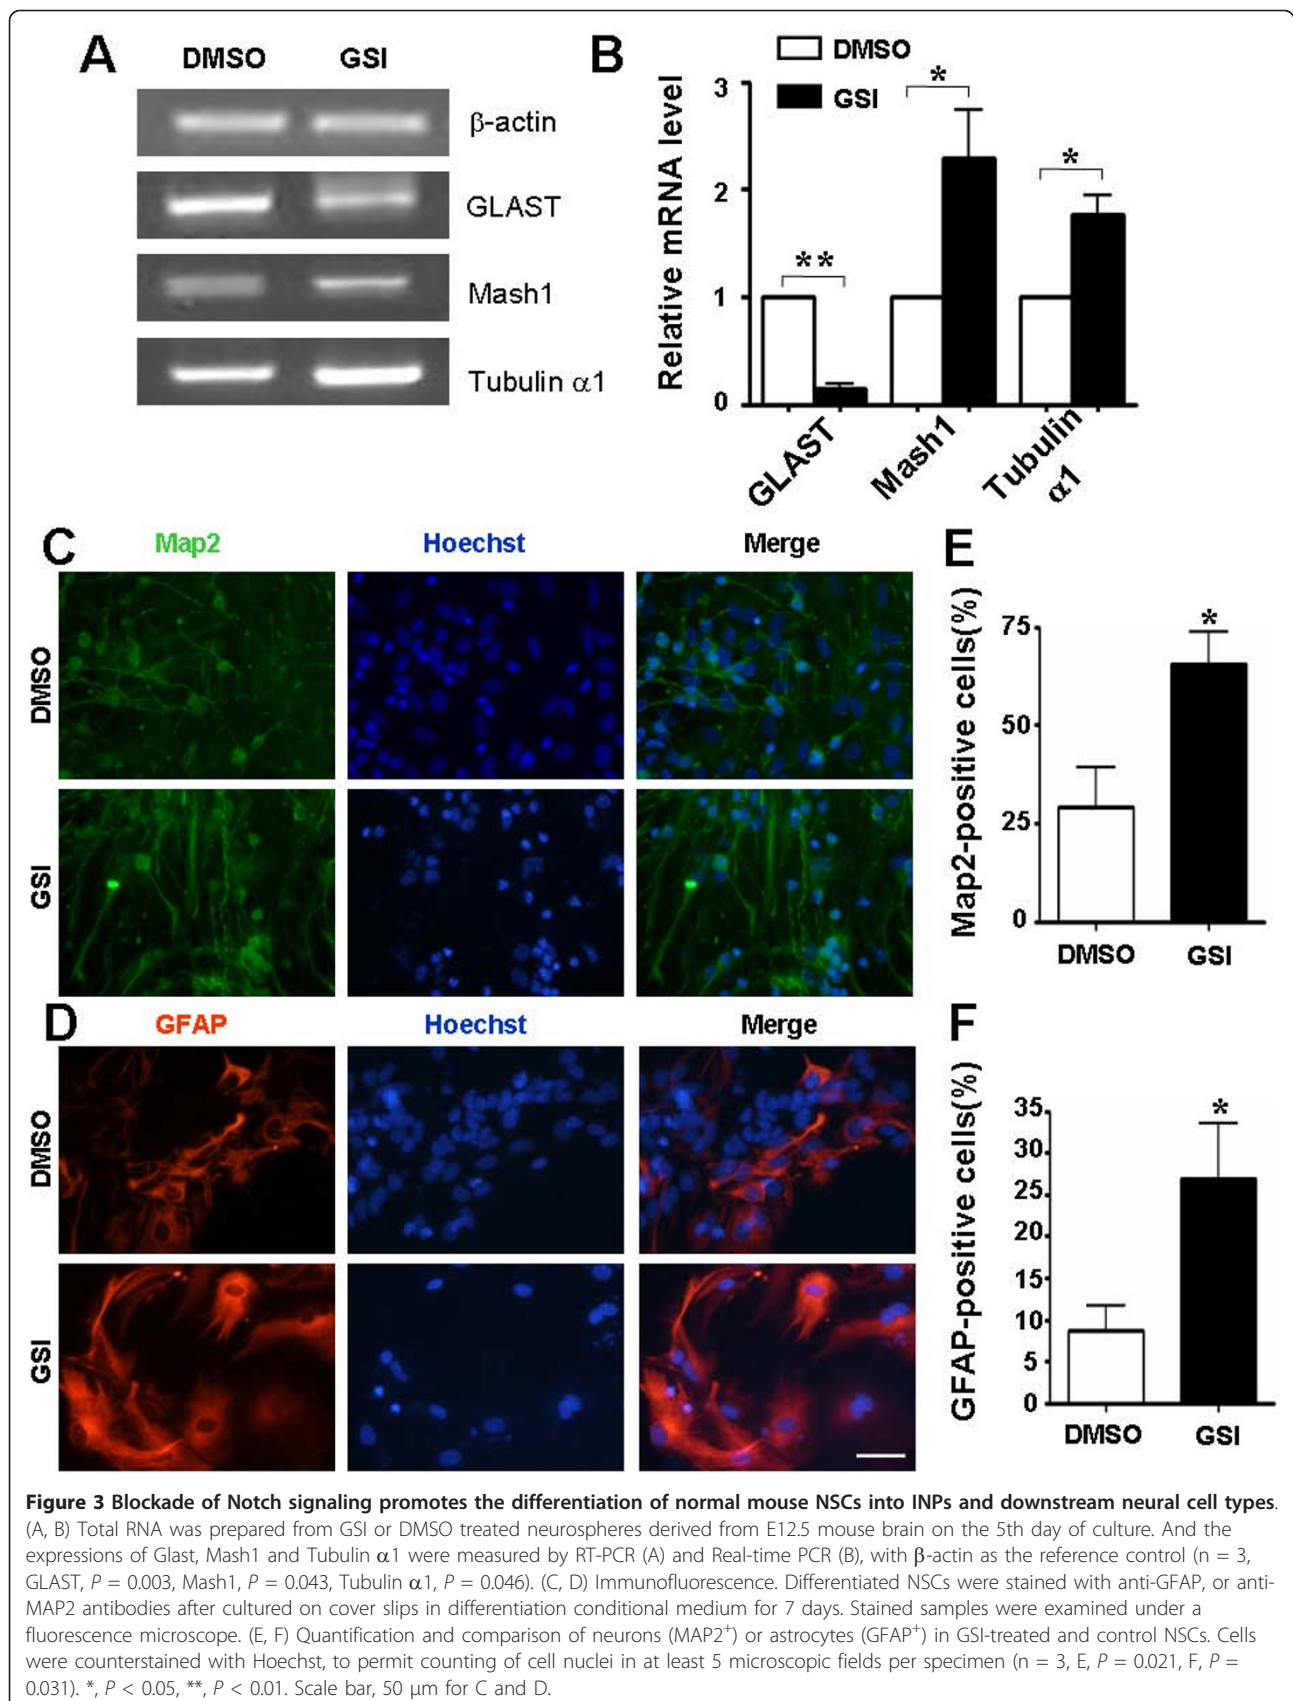 A
DMSO GSI
β-actin
GLAST
Mash1
Tubulin α1
B
DMSO
GSI
Relative mRNA level
3
2
1
0
*
*
**
GLAST
Mash1
Tubulin
α1
C
Map2 Hoechst Merge
DMSO
GSI
E
Map2-positive cells(%)
75
50
25
0
*
DMSO GSI
D
GFAP Hoechst Merge
DMSO
GSI
F
GFAP-positive cells(%)
35
30
25
20
15
10
5
0
*
DMSO GSI
Figure 3 Blockade of Notch signaling promotes the differentiation of normal mouse NSCs into INPs and downstream neural cell types.
(A, B) Total RNA was prepared from GSI or DMSO treated neurospheres derived from E12.5 mouse brain on the 5th day of culture. And the
expressions of Glast, Mash1 and Tubulin α1 were measured by RT-PCR (A) and Real-time PCR (B), with β-actin as the reference control (n = 3,
GLAST, P = 0.003, Mash1, P = 0.043, Tubulin α1, P = 0.046). (C, D) Immunofluorescence. Differentiated NSCs were stained with anti-GFAP, or anti-
MAP2 antibodies after cultured on cover slips in differentiation conditional medium for 7 days. Stained samples were examined under a
fluorescence microscope. (E, F) Quantification and comparison of neurons (MAP2⁺) or astrocytes (GFAP⁺) in GSI-treated and control NSCs. Cells
were counterstained with Hoechst, to permit counting of cell nuclei in at least 5 microscopic fields per specimen (n = 3, E, P = 0.021, F, P =
0.031). *, P < 0.05, **, P < 0.01. Scale bar, 50 μm for C and D.